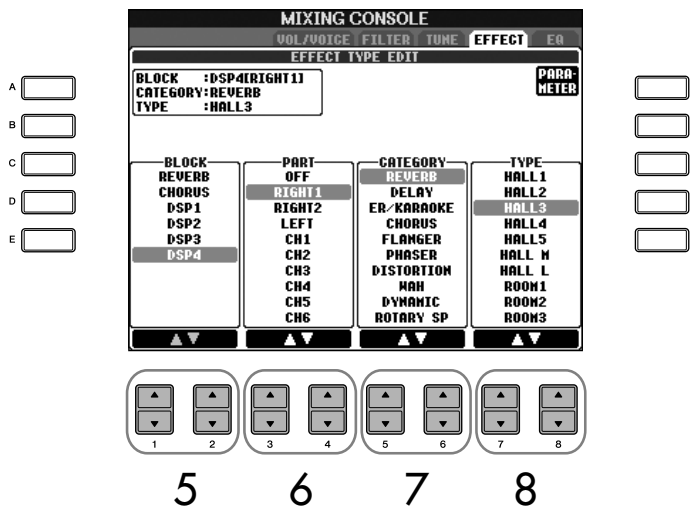 MIXING CONSOLE
VOL/VOICE FILTER TUNE EFFECT EQ
EFFECT TYPE EDIT
BLOCK :DSP4[RIGHT1]
CATEGORY:REVERB
TYPE :HALL3
PARA-
METER
A
B
C
D
E
BLOCK PART CATEGORY TYPE
REVERB OFF REVERB HALL1
CHORUS RIGHT1 DELAY HALL2
DSP1 RIGHT2 ER/KARAOKE HALL3
DSP2 LEFT CHORUS HALL4
DSP3 CH1 FLANGER HALL5
DSP4 CH2 PHASER HALL M
CH3 DISTORTION HALL L
CH4 WAH ROOM1
CH5 DYNAMIC ROOM2
CH6 ROTARY SP ROOM3
1 2 3 4 5 6 7 8
5 6 7 8